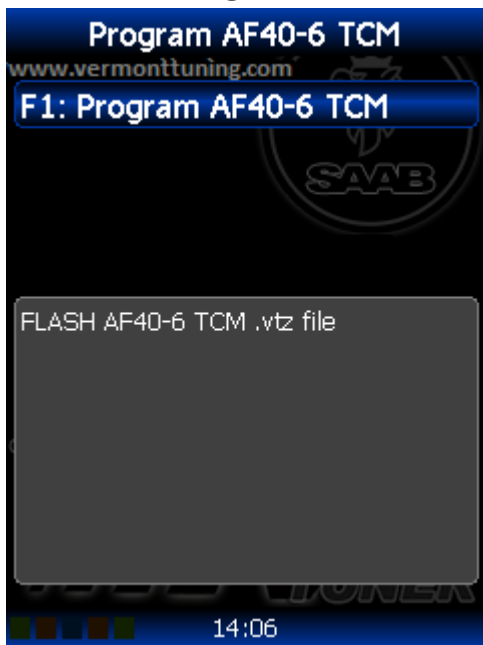 Program AF40-6 TCM
www.vermonttuning.com
F1: Program AF40-6 TCM
SAAB
FLASH AF40-6 TCM .vtz file
TUNER
14:06